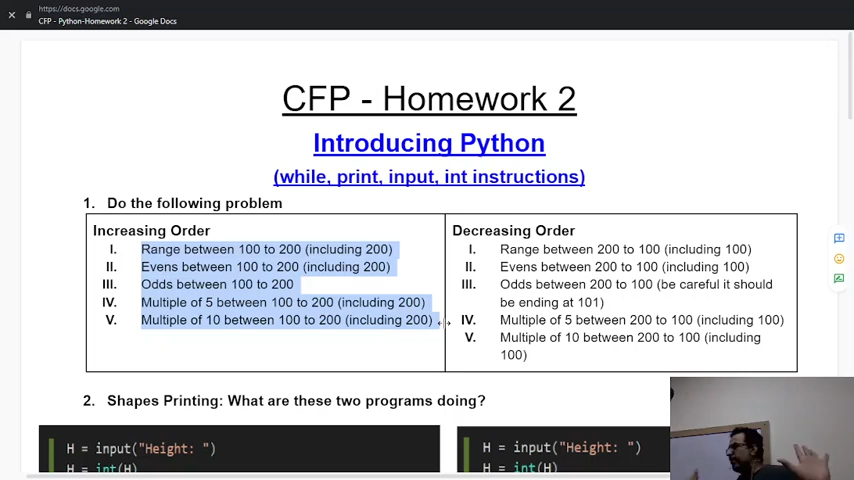 https://docs.google.com
CFP - Python-Homework 2 - Google Docs
CFP - Homework 2
Introducing Python
(while, print, input, int instructions)
1. Do the following problem
Increasing Order
I. Range between 100 to 200 (including 200)
II. Evens between 100 to 200 (including 200)
III. Odds between 100 to 200
IV. Multiple of 5 between 100 to 200 (including 200)
V. Multiple of 10 between 100 to 200 (including 200)
Decreasing Order
I. Range between 200 to 100 (including 100)
II. Evens between 200 to 100 (including 100)
III. Odds between 200 to 100 (be careful it should
be ending at 101)
IV. Multiple of 5 between 200 to 100 (including 100)
V. Multiple of 10 between 200 to 100 (including
100)
2. Shapes Printing: What are these two programs doing?
H = input("Height: ")
H = int(H)
H = input("Height: ")
H = int(H)